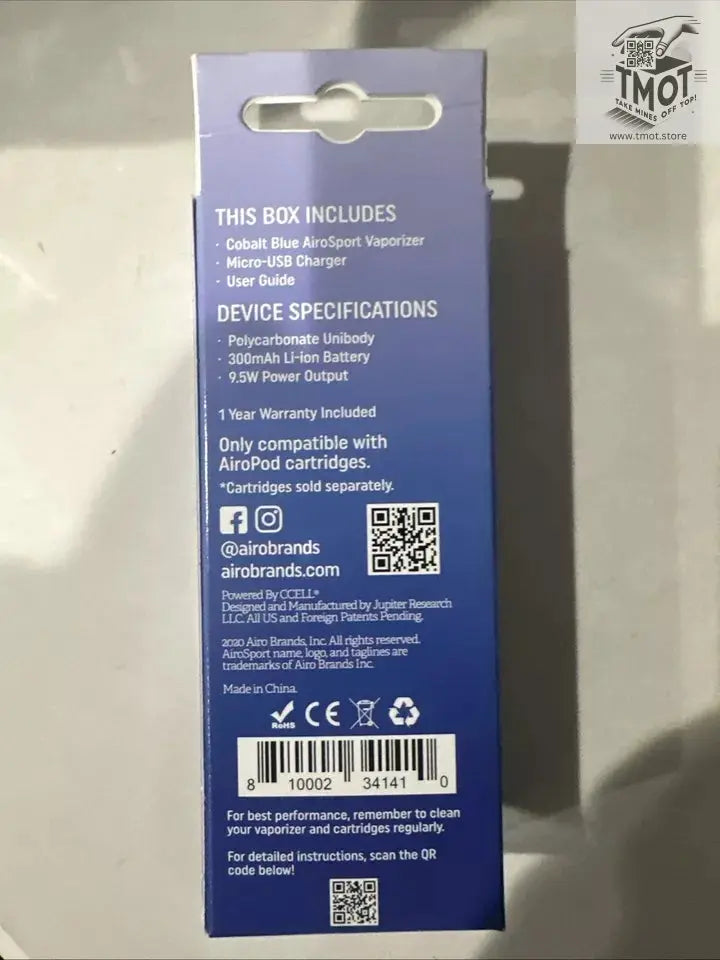 TMOT
TAKE MINES OFF TOP!
www.tmot.store
THIS BOX INCLUDES
· Cobalt Blue AiroSport Vaporizer
· Micro-USB Charger
· User Guide
DEVICE SPECIFICATIONS
· Polycarbonate Unibody
· 300mAh Li-ion Battery
· 9.5W Power Output
1 Year Warranty Included
Only compatible with
AiroPod cartridges.
*Cartridges sold separately.
@airobrands
airobrands.com
Powered By CCELL®
Designed and Manufactured by Jupiter Research
LLC. All US and Foreign Patents Pending.
2020 Airo Brands, Inc. All rights reserved.
AiroSport name, logo, and taglines are
trademarks of Airo Brands Inc.
Made in China.
RoHS CE
8 10002 34141 0
For best performance, remember to clean
your vaporizer and cartridges regularly.
For detailed instructions, scan the QR
code below!